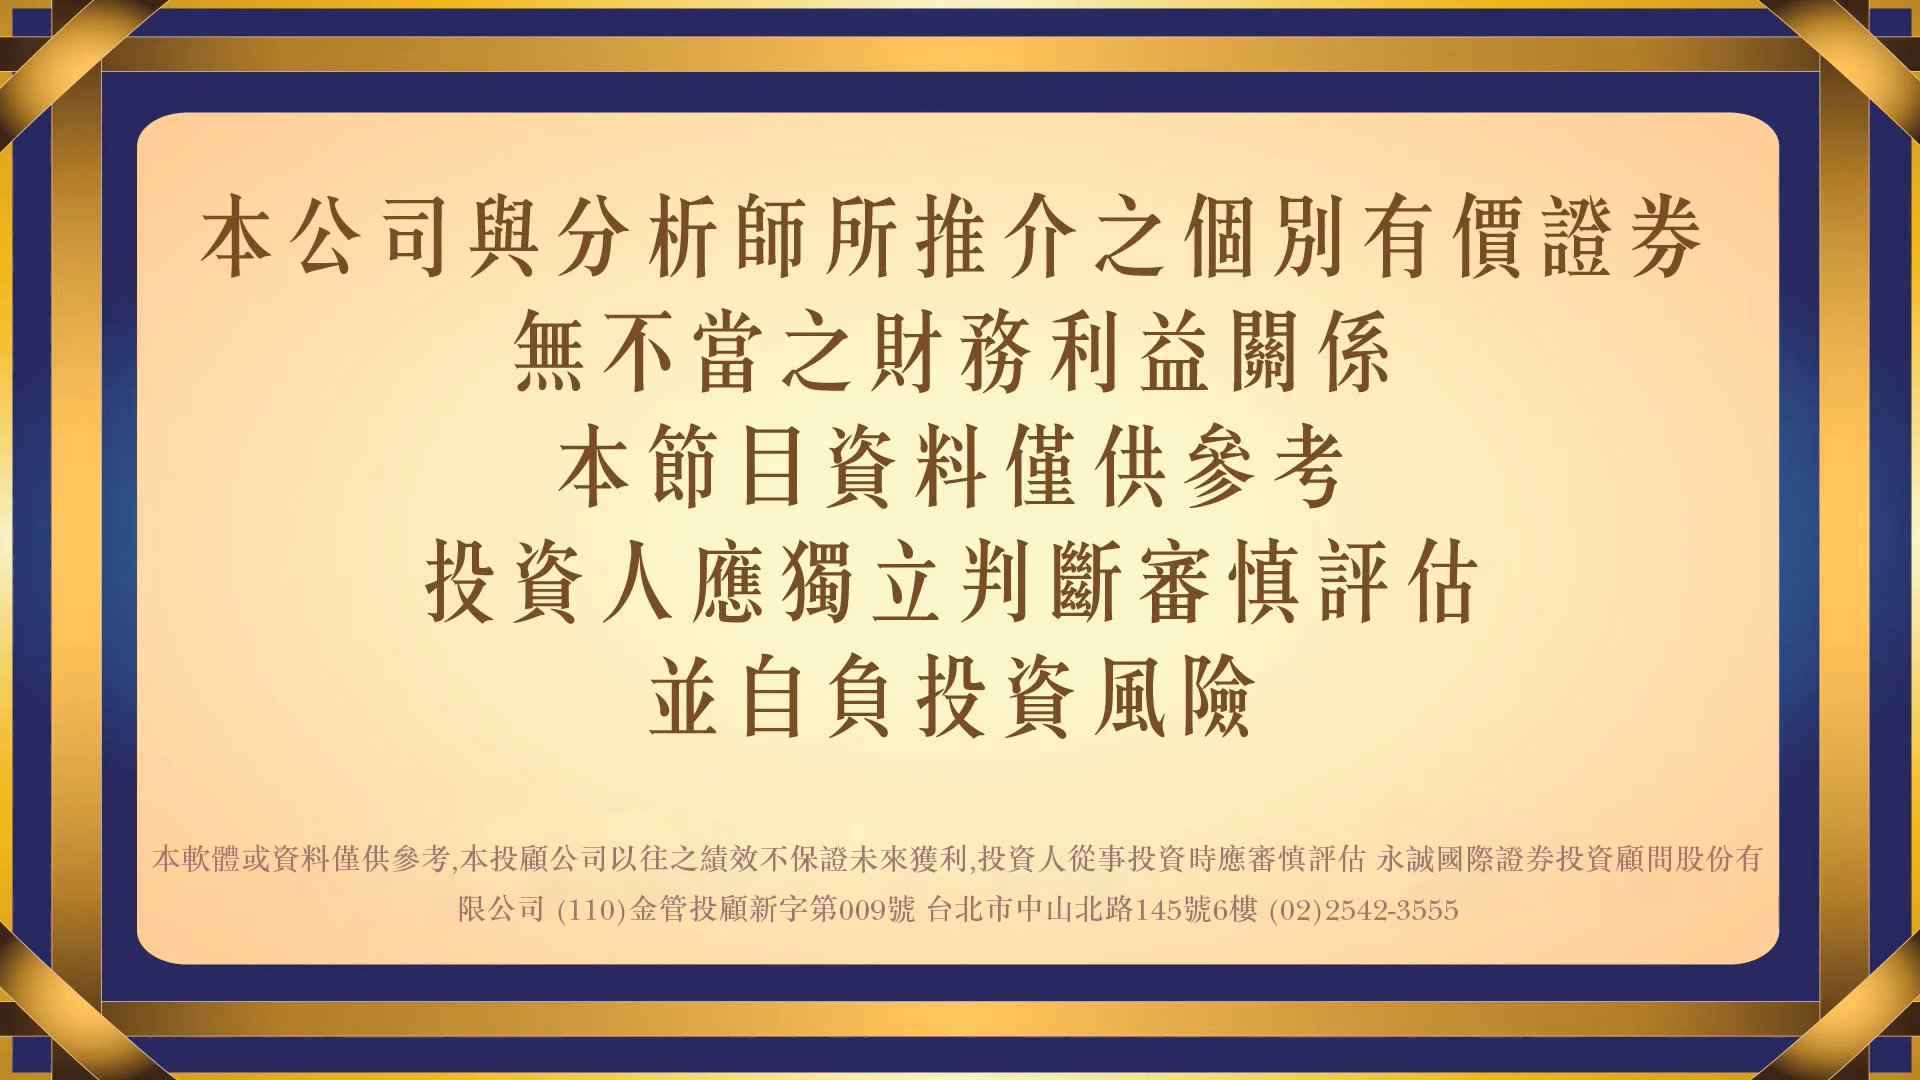 本公司與分析師所推介之個別有價證券
無不當之財務利益關係
本節目資料僅供參考
投資人應獨立判斷審慎評估
並自負投資風險
本軟體或資料僅供參考,本投顧公司以往之績效不保證未來獲利,投資人從事投資時應審慎評估 永誠國際證券投資顧問股份有
限公司 (110)金管投顧新字第009號 台北市中山北路145號6樓 (02)2542-3555